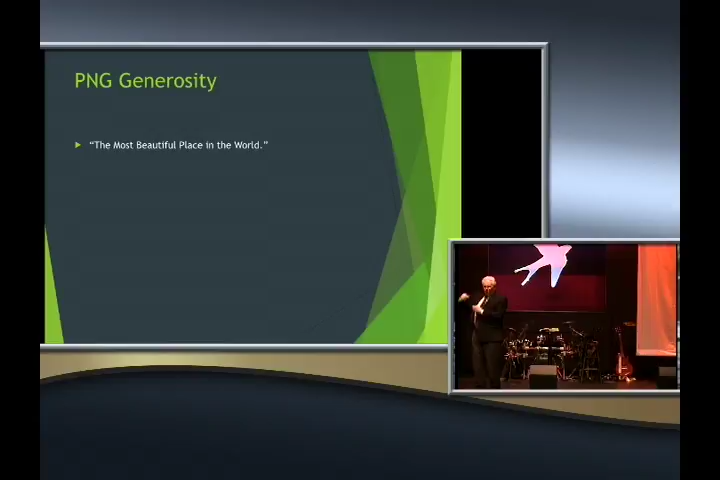 PNG Generosity
“The Most Beautiful Place in the World.”